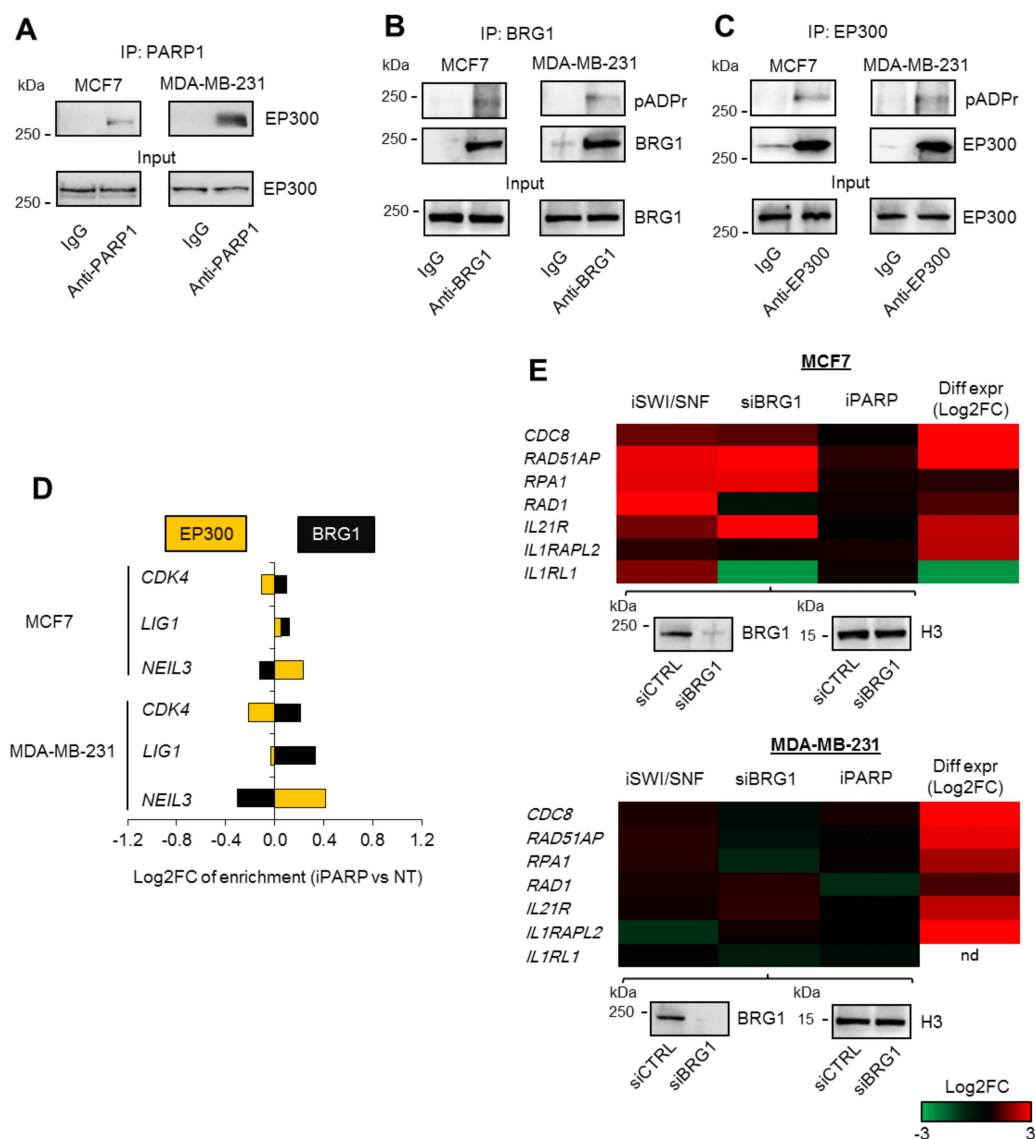 A
IP: PARP1
kDa
MCF7
MDA-MB-231
250 -
EP300
Input
250 -
EP300
IgG
Anti-PARP1
IgG
Anti-PARP1
B
IP: BRG1
kDa
MCF7
MDA-MB-231
250 -
pADPr
250 -
BRG1
Input
250 -
BRG1
IgG
Anti-BRG1
IgG
Anti-BRG1
C
IP: EP300
kDa
MCF7
MDA-MB-231
250 -
pADPr
250 -
EP300
Input
250 -
EP300
IgG
Anti-EP300
IgG
Anti-EP300
D
EP300
BRG1
MCF7
CDK4
LIG1
NEIL3
MDA-MB-231
CDK4
LIG1
NEIL3
-1.2 -0.8 -0.4 0.0 0.4 0.8 1.2
Log2FC of enrichment (iPARP vs NT)
E
MCF7
iSWI/SNF siBRG1 iPARP Diff expr
(Log2FC)
CDC8
RAD51AP
RPA1
RAD1
IL21R
IL1RAPL2
IL1RL1
kDa
250 -
BRG1
siCTRL
siBRG1
kDa
15 -
H3
siCTRL
siBRG1
MDA-MB-231
iSWI/SNF siBRG1 iPARP Diff expr
(Log2FC)
CDC8
RAD51AP
RPA1
RAD1
IL21R
IL1RAPL2
IL1RL1
nd
kDa
250 -
BRG1
siCTRL
siBRG1
kDa
15 -
H3
siCTRL
siBRG1
Log2FC
-3 3